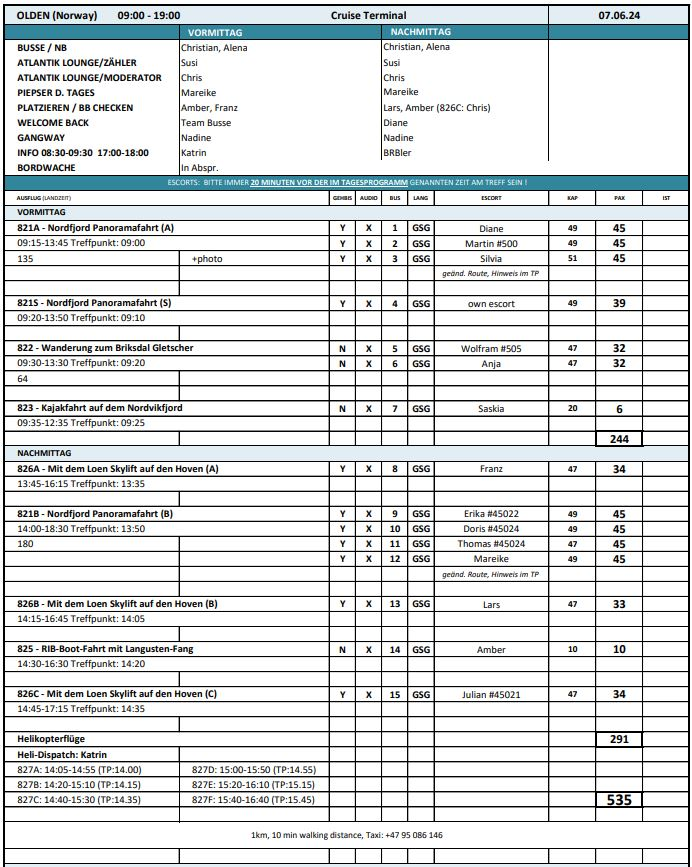 OLDEN (Norway) 09:00 - 19:00 Cruise Terminal 07.06.24
VORMITTAG NACHMITTAG
BUSSE / NB Christian, Alena Christian, Alena
ATLANTIK LOUNGE/ZÄHLER Susi Susi
ATLANTIK LOUNGE/MODERATOR Chris Chris
PIEPSER D. TAGES Mareike Mareike
PLATZIEREN / BB CHECKEN Amber, Franz Lars, Amber (826C: Chris)
WELCOME BACK Team Busse Diane
GANGWAY Nadine Nadine
INFO 08:30-09:30 17:00-18:00 Katrin BRBler
BORDWACHE In Abspr.
ESCORTS: BITTE IMMER 20 MINUTEN VOR DER IM TAGESPROGRAMM GENANNTEN ZEIT AM TREFF SEIN !
AUSFLUG (LANDZEIT) GEHBIS AUDIO BUS LANG ESCORT KAP PAX IST
VORMITTAG
821A - Nordfjord Panoramafahrt (A) Y X 1 GSG Diane 49 45
09:15-13:45 Treffpunkt: 09:00 Y X 2 GSG Martin #500 49 45
135 +photo Y X 3 GSG Silvia 51 45
geänd. Route, Hinweis im TP
821S - Nordfjord Panoramafahrt (S) Y X 4 GSG own escort 49 39
09:20-13:50 Treffpunkt: 09:10
822 - Wanderung zum Briksdal Gletscher N X 5 GSG Wolfram #505 47 32
09:30-13:30 Treffpunkt: 09:20 N X 6 GSG Anja 47 32
64
823 - Kajakfahrt auf dem Nordvikfjord N X 7 GSG Saskia 20 6
09:35-12:35 Treffpunkt: 09:25
244
NACHMITTAG
826A - Mit dem Loen Skylift auf den Hoven (A) Y X 8 GSG Franz 47 34
13:45-16:15 Treffpunkt: 13:35
821B - Nordfjord Panoramafahrt (B) Y X 9 GSG Erika #45022 49 45
14:00-18:30 Treffpunkt: 13:50 Y X 10 GSG Doris #45024 49 45
180 Y X 11 GSG Thomas #45024 47 45
Y X 12 GSG Mareike 49 45
geänd. Route, Hinweis im TP
826B - Mit dem Loen Skylift auf den Hoven (B) Y X 13 GSG Lars 47 33
14:15-16:45 Treffpunkt: 14:05
825 - RIB-Boot-Fahrt mit Langusten-Fang N X 14 GSG Amber 10 10
14:30-16:30 Treffpunkt: 14:20
826C - Mit dem Loen Skylift auf den Hoven (C) Y X 15 GSG Julian #45021 47 34
14:45-17:15 Treffpunkt: 14:35
Helikopterflüge 291
Heli-Dispatch: Katrin
827A: 14:05-14:55 (TP:14.00) 827D: 15:00-15:50 (TP:14.55)
827B: 14:20-15:10 (TP:14.15) 827E: 15:20-16:10 (TP:15.15)
827C: 14:40-15:30 (TP:14.35) 827F: 15:40-16:40 (TP:15.45) 535
1km, 10 min walking distance, Taxi: +47 95 086 146